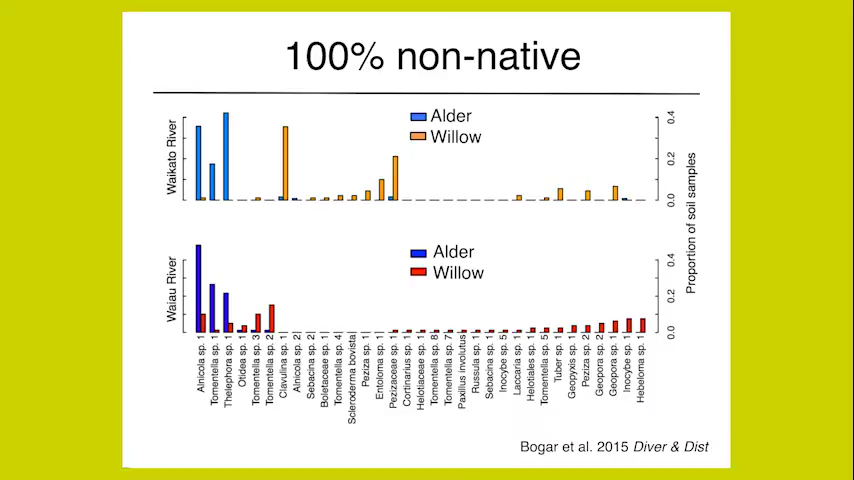 100% non-native
Alder
Willow
Waikato River
0.0
0.2
0.4
Proportion of soil samples
Alder
Willow
Waiau River
0.0
0.2
0.4
Alnicola sp. 1
Tomentella sp. 1
Thelephora sp. 1
Otidea sp. 1
Tomentella sp. 3
Tomentella sp. 2
Clavulina sp. 1
Alnicola sp. 2
Sebacina sp. 2
Boletaceae sp. 1
Tomentella sp. 4
Scleroderma bovista
Peziza sp. 1
Entoloma sp. 1
Pezizaceae sp. 1
Cortinarius sp. 1
Helotiaceae sp. 1
Tomentella sp. 8
Tomentella sp. 7
Paxillus involutus
Russula sp. 1
Sebacina sp. 1
Inocybe sp. 5
Laccaria sp. 1
Helotiales sp. 1
Tomentella sp. 5
Tuber sp. 1
Geopyxis sp. 1
Peziza sp. 2
Geopora sp. 2
Geopora sp. 1
Inocybe sp. 1
Hebeloma sp. 1
Bogar et al. 2015 Diver & Dist